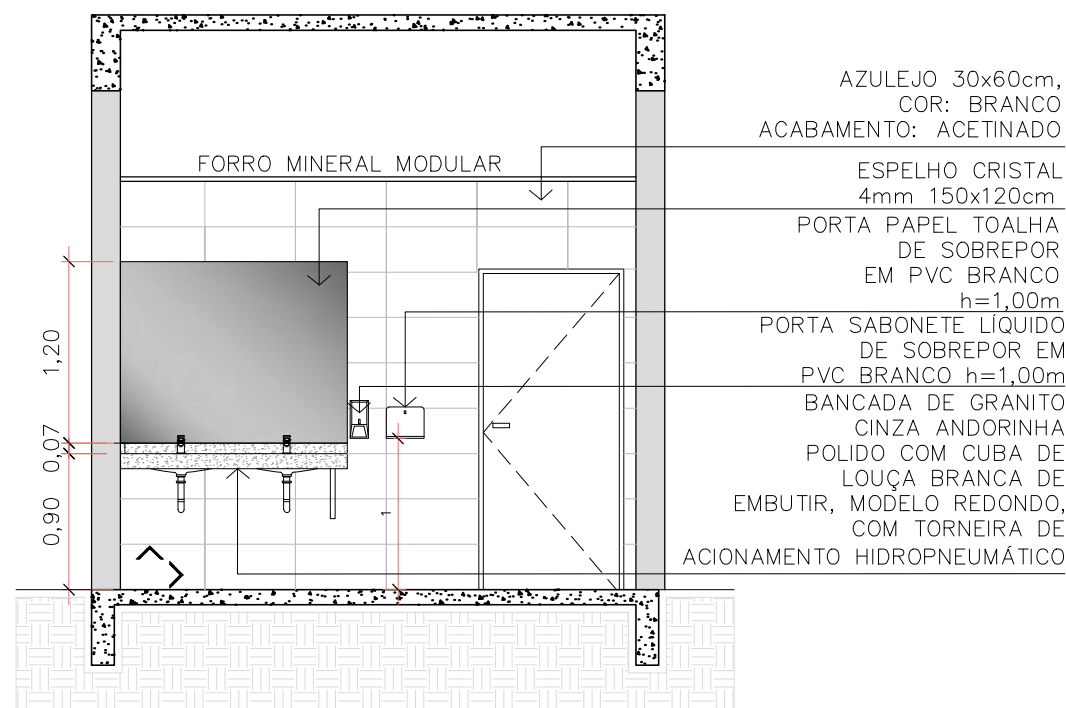 AZULEJO 30x60cm,
COR: BRANCO
ACABAMENTO: ACETINADO
FORRO MINERAL MODULAR
ESPELHO CRISTAL
4mm 150x120cm
PORTA PAPEL TOALHA
DE SOBREPOR
EM PVC BRANCO
h=1,00m
PORTA SABONETE LÍQUIDO
DE SOBREPOR EM
PVC BRANCO h=1,00m
BANCADA DE GRANITO
CINZA ANDORINHA
POLIDO COM CUBA DE
LOUÇA BRANCA DE
EMBUTIR, MODELO REDONDO,
COM TORNEIRA DE
ACIONAMENTO HIDROPNEUMÁTICO
1,20
0,07
0,90
1